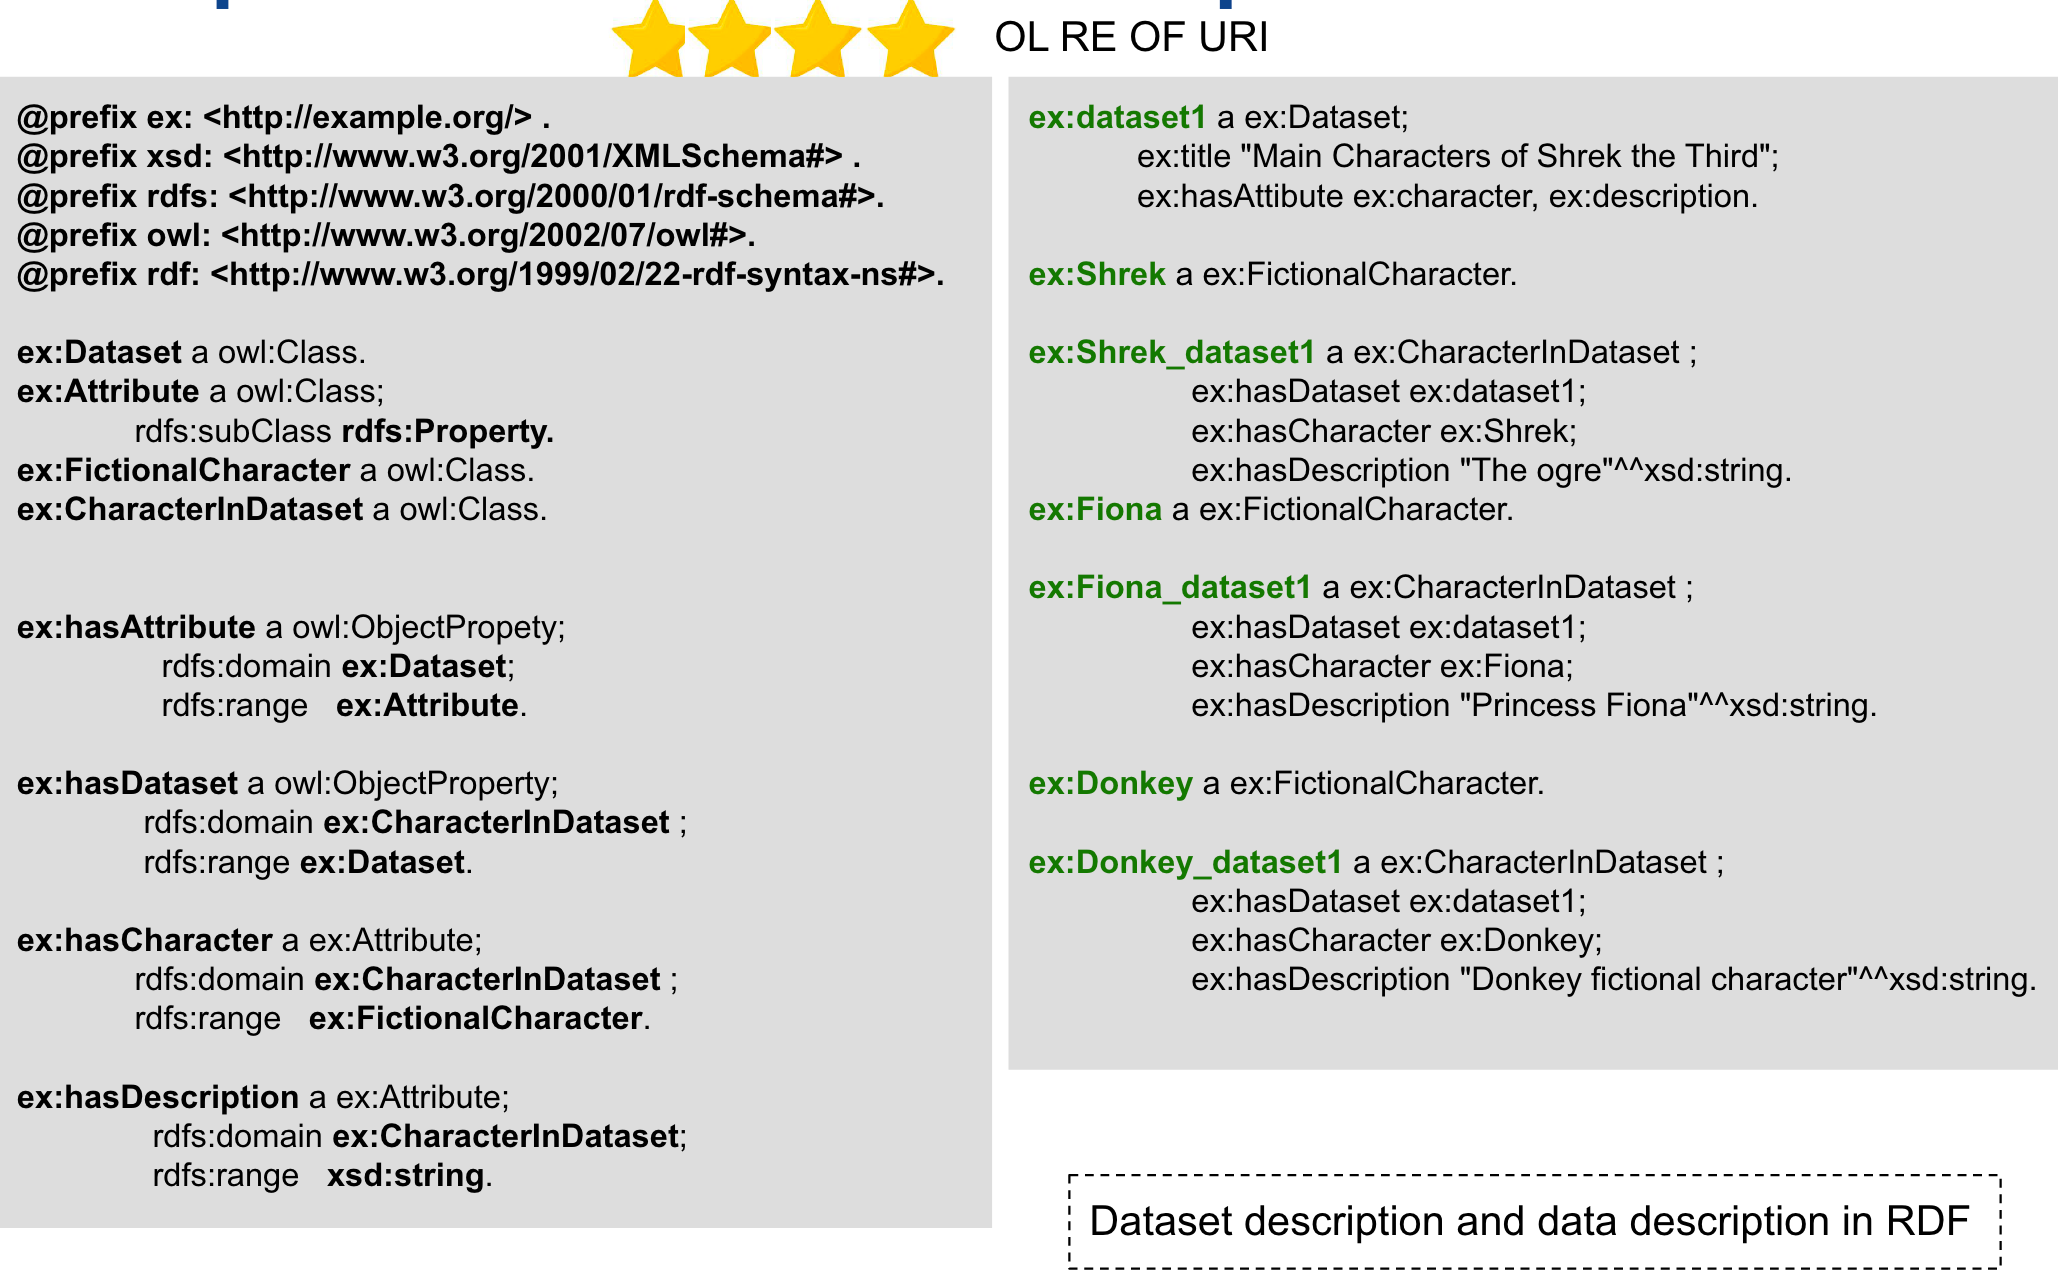 OL RE OF URI
@prefix ex: <http://example.org/> .
@prefix xsd: <http://www.w3.org/2001/XMLSchema#> .
@prefix rdfs: <http://www.w3.org/2000/01/rdf-schema#>.
@prefix owl: <http://www.w3.org/2002/07/owl#>.
@prefix rdf: <http://www.w3.org/1999/02/22-rdf-syntax-ns#>.
ex:Dataset a owl:Class.
ex:Attribute a owl:Class;
rdfs:subClass rdfs:Property.
ex:FictionalCharacter a owl:Class.
ex:CharacterInDataset a owl:Class.
ex:hasAttribute a owl:ObjectPropety;
rdfs:domain ex:Dataset;
rdfs:range ex:Attribute.
ex:hasDataset a owl:ObjectProperty;
rdfs:domain ex:CharacterInDataset ;
rdfs:range ex:Dataset.
ex:hasCharacter a ex:Attribute;
rdfs:domain ex:CharacterInDataset ;
rdfs:range ex:FictionalCharacter.
ex:hasDescription a ex:Attribute;
rdfs:domain ex:CharacterInDataset;
rdfs:range xsd:string.
ex:dataset1 a ex:Dataset;
ex:title "Main Characters of Shrek the Third";
ex:hasAttibute ex:character, ex:description.
ex:Shrek a ex:FictionalCharacter.
ex:Shrek_dataset1 a ex:CharacterInDataset ;
ex:hasDataset ex:dataset1;
ex:hasCharacter ex:Shrek;
ex:hasDescription "The ogre"^^xsd:string.
ex:Fiona a ex:FictionalCharacter.
ex:Fiona_dataset1 a ex:CharacterInDataset ;
ex:hasDataset ex:dataset1;
ex:hasCharacter ex:Fiona;
ex:hasDescription "Princess Fiona"^^xsd:string.
ex:Donkey a ex:FictionalCharacter.
ex:Donkey_dataset1 a ex:CharacterInDataset ;
ex:hasDataset ex:dataset1;
ex:hasCharacter ex:Donkey;
ex:hasDescription "Donkey fictional character"^^xsd:string.
Dataset description and data description in RDF